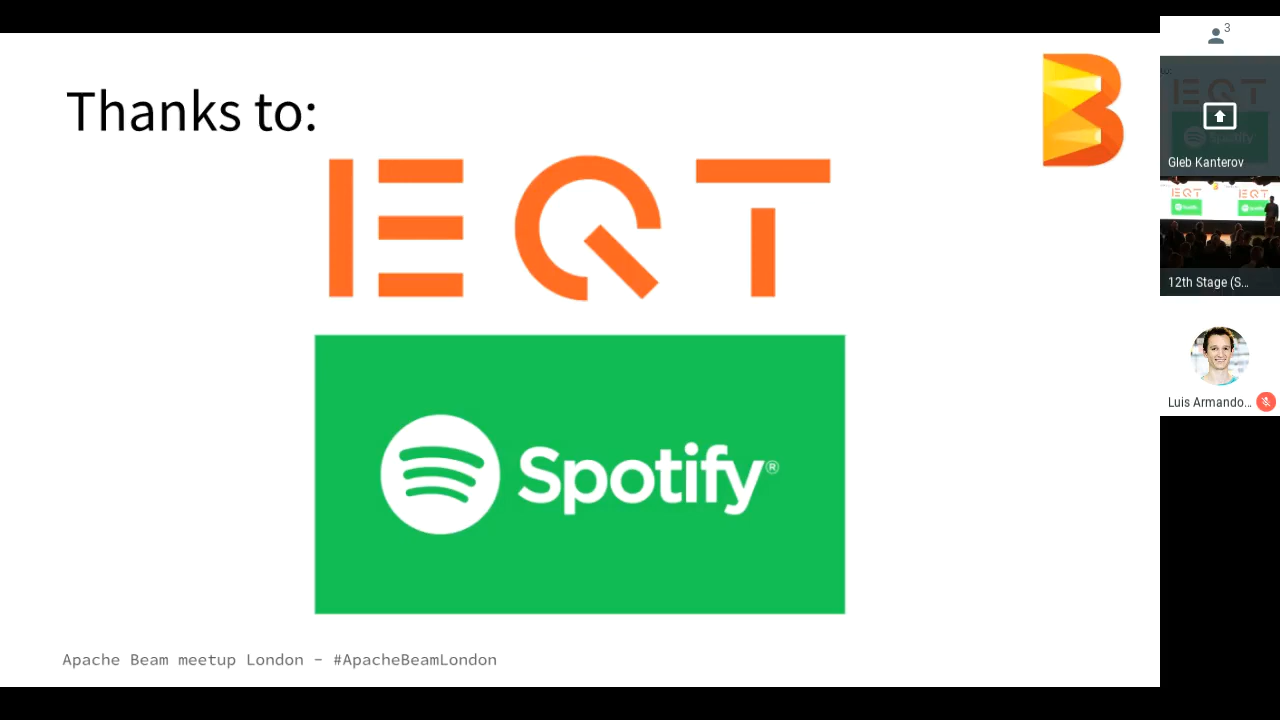 Thanks to:
EQT
Spotify®
Apache Beam meetup London – #ApacheBeamLondon
3
Gleb Kanterov
12th Stage (S...
Luis Armando...